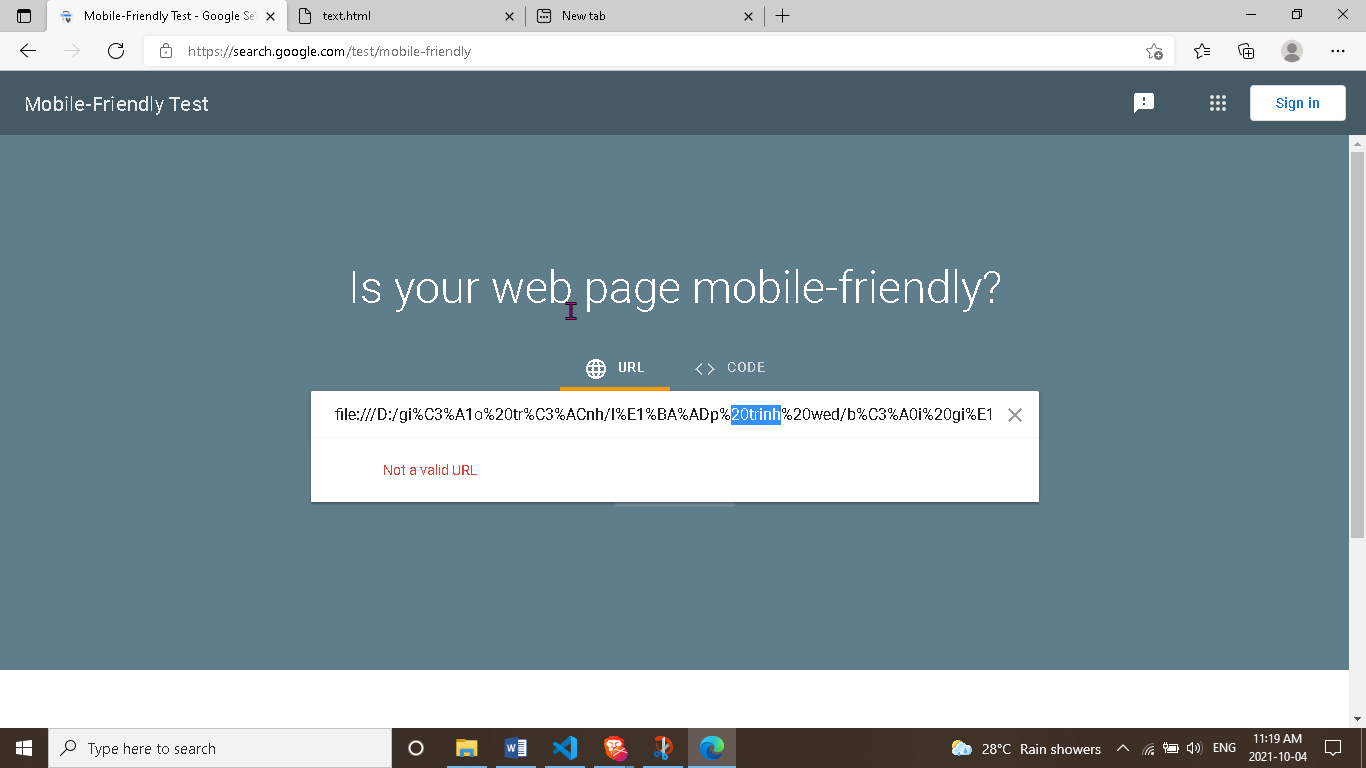 Mobile-Friendly Test - Google Se
text.html
New tab
https://search.google.com/test/mobile-friendly
Mobile-Friendly Test
Sign in
Is your web page mobile-friendly?
URL
CODE
file:///D:/gi%C3%A1o%20tr%C3%ACnh/l%E1%BA%ADp%20trinh%20wed/b%C3%A0i%20gi%E1
Not a valid URL
Type here to search
28°C Rain showers
ENG
11:19 AM
2021-10-04